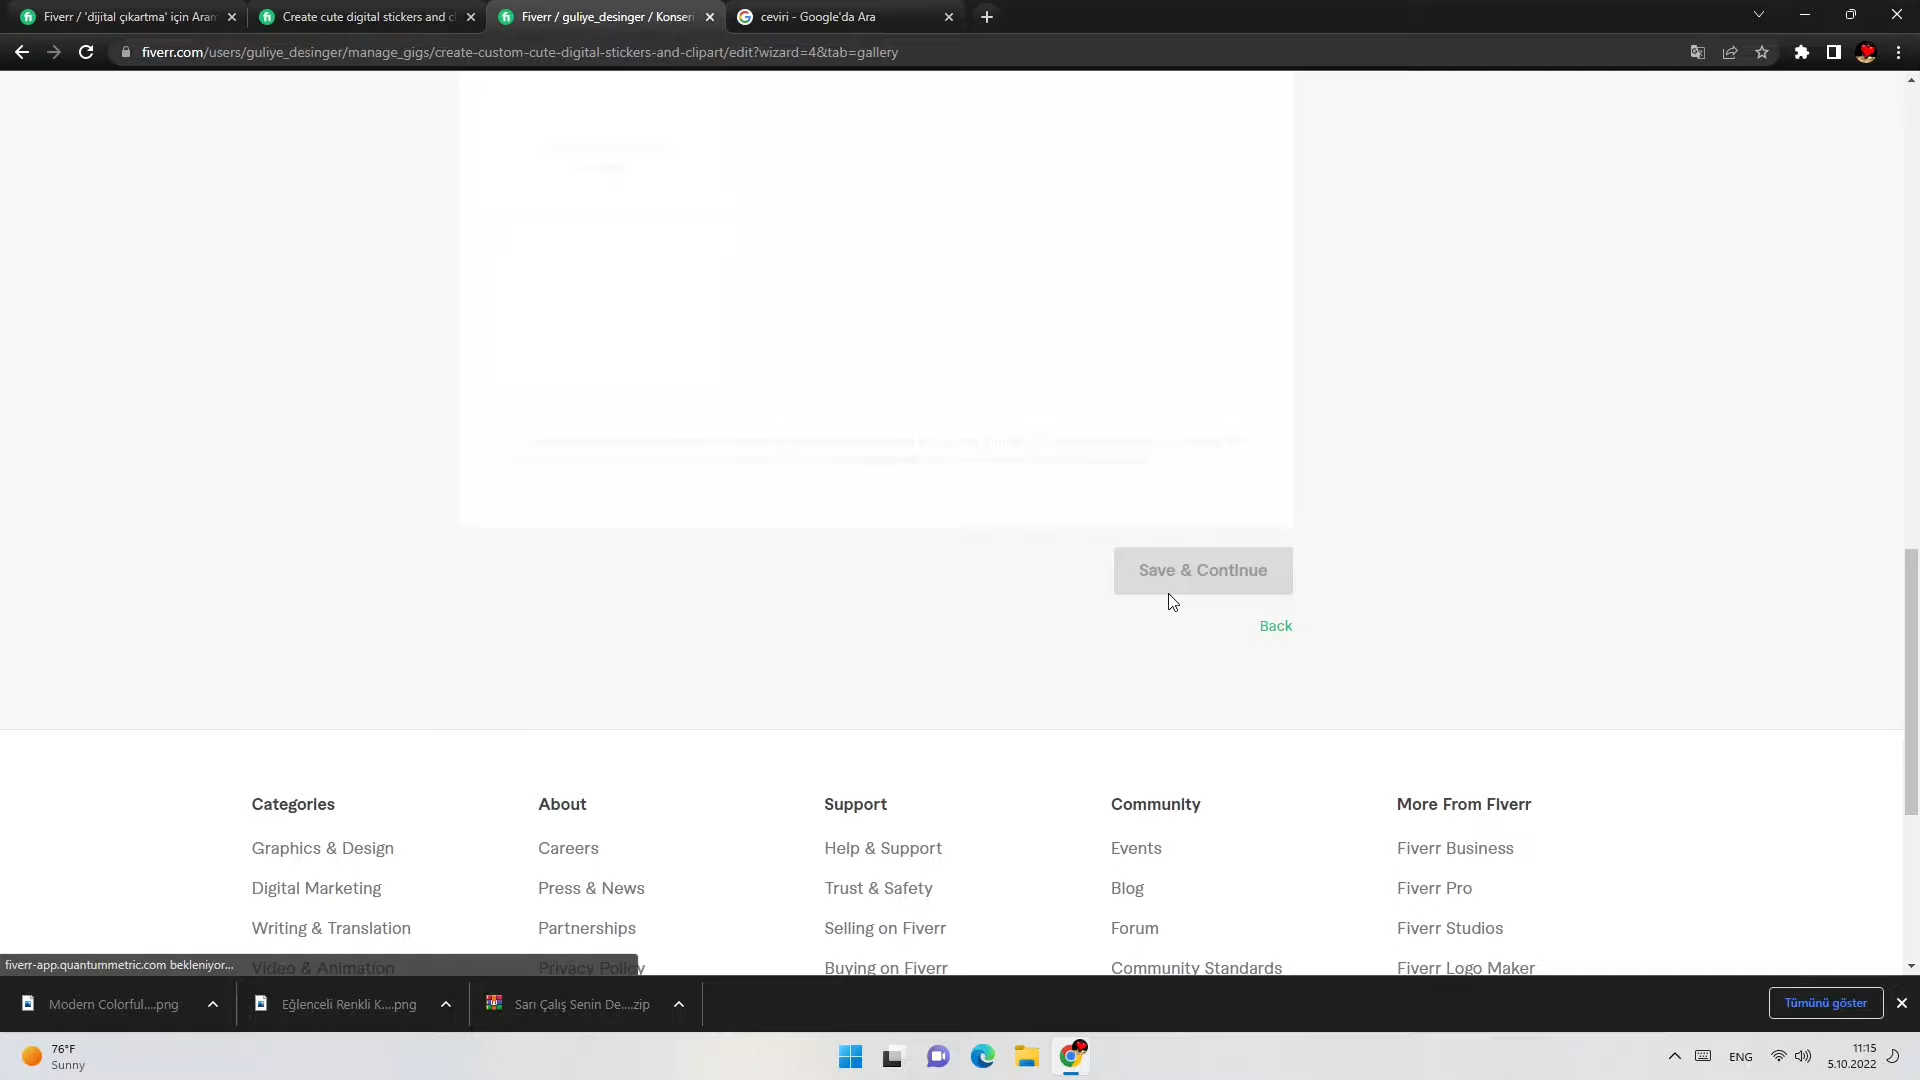 Fiverr / 'dijital çıkartma' için Aram
Create cute digital stickers and cl
Fiverr / guliye_desinger / Konseri
ceviri - Google'da Ara
fiverr.com/users/guliye_desinger/manage_gigs/create-custom-cute-digital-stickers-and-clipart/edit?wizard=4&tab=gallery
Save & Continue
Back
Categories
About
Support
Community
More From Fiverr
Graphics & Design
Careers
Help & Support
Events
Fiverr Business
Digital Marketing
Press & News
Trust & Safety
Blog
Fiverr Pro
Writing & Translation
Partnerships
Selling on Fiverr
Forum
Fiverr Studios
Video & Animation
Privacy Policy
Buying on Fiverr
Community Standards
Fiverr Logo Maker
fiverr-app.quantummetric.com bekleniyor...
Modern Colorful....png
Eğlenceli Renkli K....png
Sarı Çalış Senin De....zip
Tümünü göster
76°F
Sunny
ENG
11:15
5.10.2022